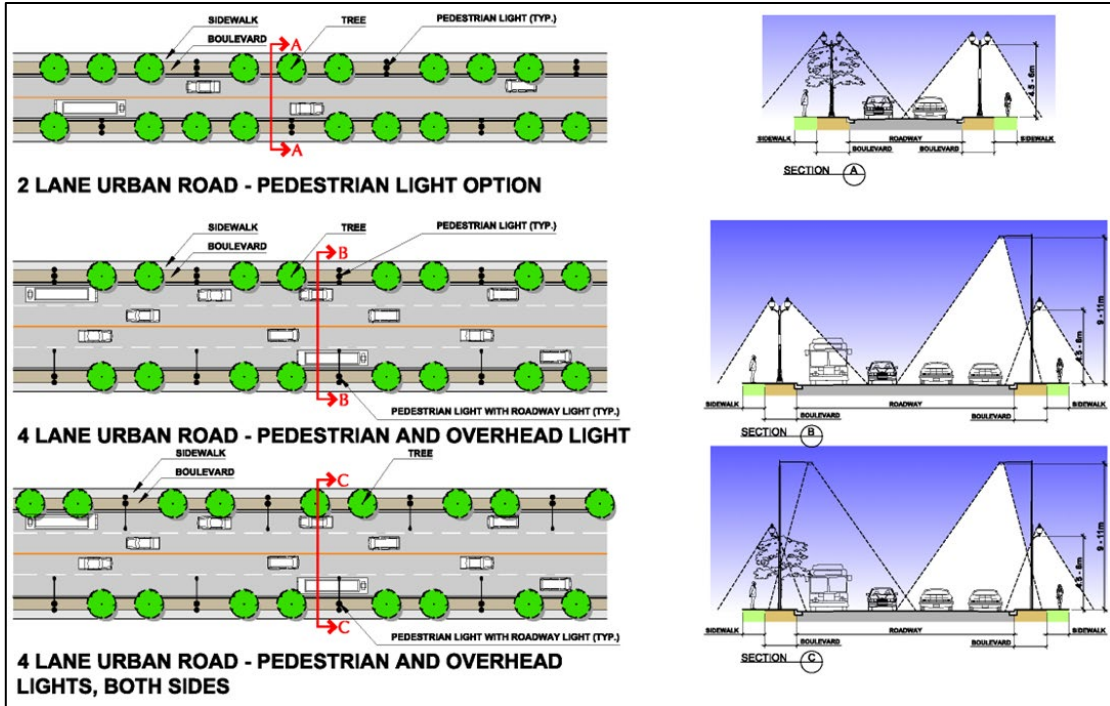 SIDEWALK
BOULEVARD
TREE
PEDESTRIAN LIGHT (TYP.)
A
A
2 LANE URBAN ROAD - PEDESTRIAN LIGHT OPTION
4.5 - 6m
SIDEWALK
ROADWAY
SIDEWALK
BOULEVARD
BOULEVARD
SECTION A
SIDEWALK
BOULEVARD
TREE
PEDESTRIAN LIGHT (TYP.)
B
B
PEDESTRIAN LIGHT WITH ROADWAY LIGHT (TYP.)
4 LANE URBAN ROAD - PEDESTRIAN AND OVERHEAD LIGHT
9 - 11m
4.5 - 8m
SIDEWALK
ROADWAY
SIDEWALK
BOULEVARD
BOULEVARD
SECTION B
SIDEWALK
BOULEVARD
TREE
C
C
PEDESTRIAN LIGHT WITH ROADWAY LIGHT (TYP.)
4 LANE URBAN ROAD - PEDESTRIAN AND OVERHEAD
LIGHTS, BOTH SIDES
9 - 11m
4.5 - 8m
SIDEWALK
ROADWAY
SIDEWALK
BOULEVARD
BOULEVARD
SECTION C